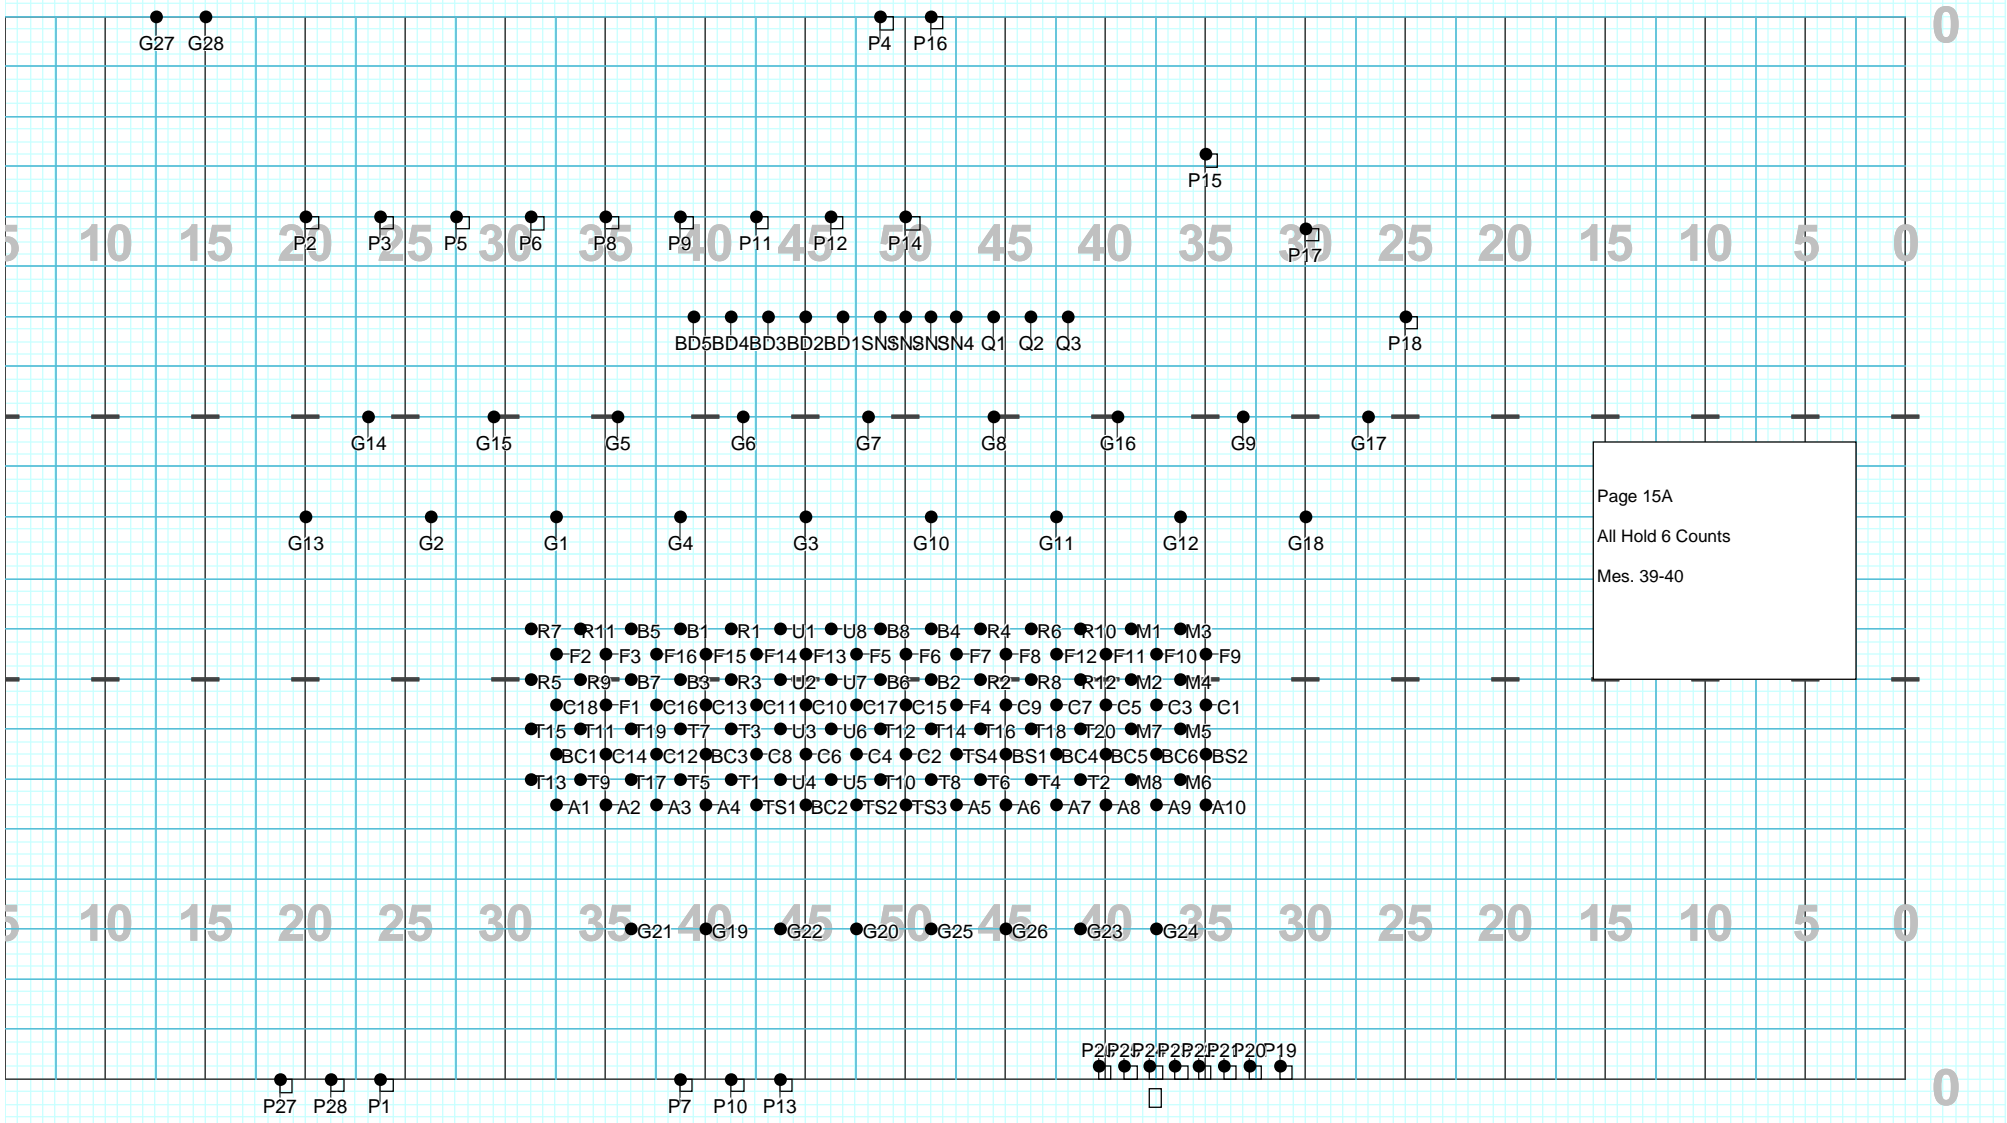 0
G27 G28 P4 P16
P15
P2 P3 P5 P6 P8 P9 P11 P12 P14
10 15 20 25 30 35 40 45 50 45 40 35 30 25 20 15 10 5 0
P17
BD5 BD4 BD3 BD2 BD1 SN1 SN4 Q1 Q2 Q3 P18
G14 G15 G5 G6 G7 G8 G16 G9 G17
Page 15A
All Hold 6 Counts
Mes. 39-40
G13 G2 G1 G4 G3 G10 G11 G12 G18
R7 R11 B5 B1 R1 U1 U8 B8 B4 R4 R6 R10 M1 M3
F2 F3 F16 F15 F14 F13 F5 F6 F7 F8 F12 F11 F10 F9
R5 R9 B7 B3 R3 U2 U7 B6 B2 R2 R8 R12 M2 M4
C18 F1 C16 C13 C11 C10 C17 C15 F4 C9 C7 C5 C3 C1
T15 T11 T19 T7 T3 U3 U6 T12 T14 T16 T18 T20 M7 M5
BC1 C14 C12 BC3 C8 C6 C4 C2 TS4 BS1 BC4 BC5 BC6 BS2
T13 T9 T17 T5 T1 U4 U5 T10 T8 T6 T4 T2 M8 M6
A1 A2 A3 A4 TS1 BC2 TS2 TS3 A5 A6 A7 A8 A9 A10
5 10 15 20 25 30 35 40 45 50 45 40 35 30 25 20 15 10 5 0
G21 G19 G22 G20 G25 G26 G23 G24
P20 P19
0
P27 P28 P1 P7 P10 P13